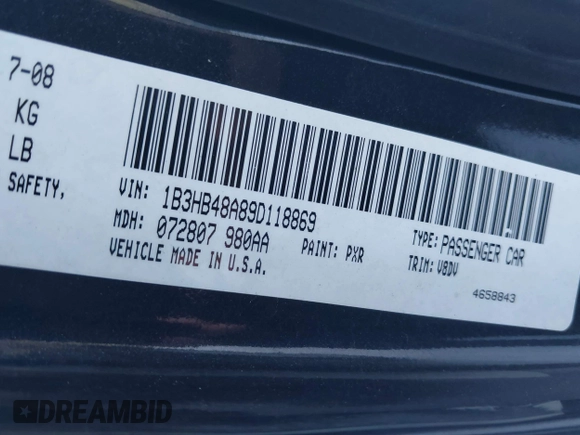 7-08
KG
LB
SAFETY,
VIN: 1B3HB48A89D118869
TYPE: PASSENGER CAR
MDH: 072807 980AA
PAINT: PXR
TRIM: V8DV
VEHICLE MADE IN U.S.A.
4658843
DREAMBID